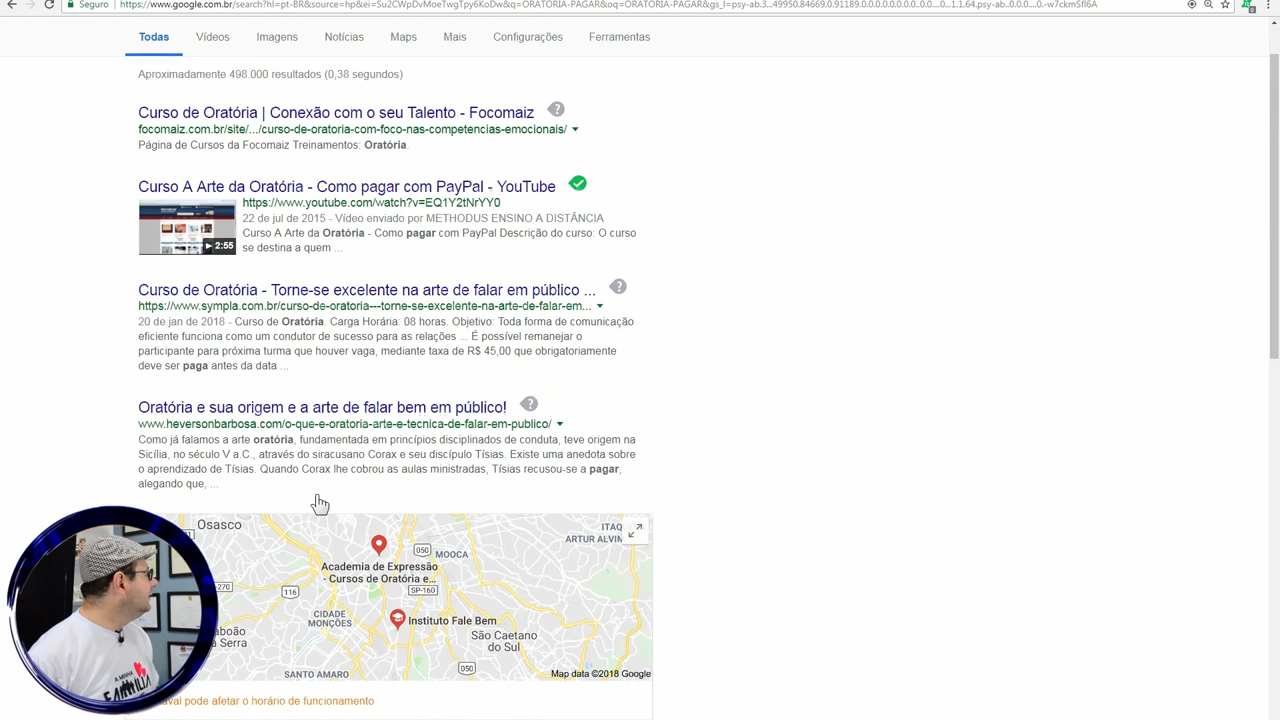 Seguro
https://www.google.com.br/search?hl=pt-BR&source=hp&ei=Su2CWpDvMoeTwgTpy6KoDw&q=ORATORIA-PAGAR&oq=ORATORIA-PAGAR&gs_l=psy-ab.3...49950.84669.0.91189.0.0.0.0.0.0.0.0..0.0....0...1.1.64.psy-ab..0.0.0....0.-w7ckmSfI6A
Todas Vídeos Imagens Notícias Maps Mais Configurações Ferramentas
Aproximadamente 498.000 resultados (0,38 segundos)
Curso de Oratória | Conexão com o seu Talento - Focomaiz
focomaiz.com.br/site/.../curso-de-oratoria-com-foco-nas-competencias-emocionais/
Página de Cursos da Focomaiz Treinamentos: Oratória.
Curso A Arte da Oratória - Como pagar com PayPal - YouTube
https://www.youtube.com/watch?v=EQ1Y2tNrYY0
22 de jul de 2015 - Vídeo enviado por METHODUS ENSINO A DISTÂNCIA
Curso A Arte da Oratória - Como pagar com PayPal Descrição do curso: O curso
se destina a quem ...
2:55
Curso de Oratória - Torne-se excelente na arte de falar em público ...
https://www.sympla.com.br/curso-de-oratoria---torne-se-excelente-na-arte-de-falar-em...
20 de jan de 2018 - Curso de Oratória. Carga Horária: 08 horas. Objetivo: Toda forma de comunicação
eficiente funciona como um condutor de sucesso para as relações ... É possível remanejar o
participante para próxima turma que houver vaga, mediante taxa de R$ 45,00 que obrigatoriamente
deve ser paga antes da data ...
Oratória e sua origem e a arte de falar bem em público!
www.heversonbarbosa.com/o-que-e-oratoria-arte-e-tecnica-de-falar-em-publico/
Como já falamos a arte oratória, fundamentada em princípios disciplinados de conduta, teve origem na
Sicília, no século V a.C., através do siracusano Corax e seu discípulo Tísias. Existe uma anedota sobre
o aprendizado de Tísias. Quando Corax lhe cobrou as aulas ministradas, Tísias recusou-se a pagar,
alegando que, ...
Osasco
ITAQ
ARTUR ALVIM
050
MOOCA
Academia de Expressão
- Cursos de Oratória e...
270
116
SP-160
CIDADE
MONÇÕES
Instituto Fale Bem
São Caetano
do Sul
a Serra
050
SANTO AMARO
Map data ©2018 Google
aval pode afetar o horário de funcionamento
A MINHA
FAMÍLIA